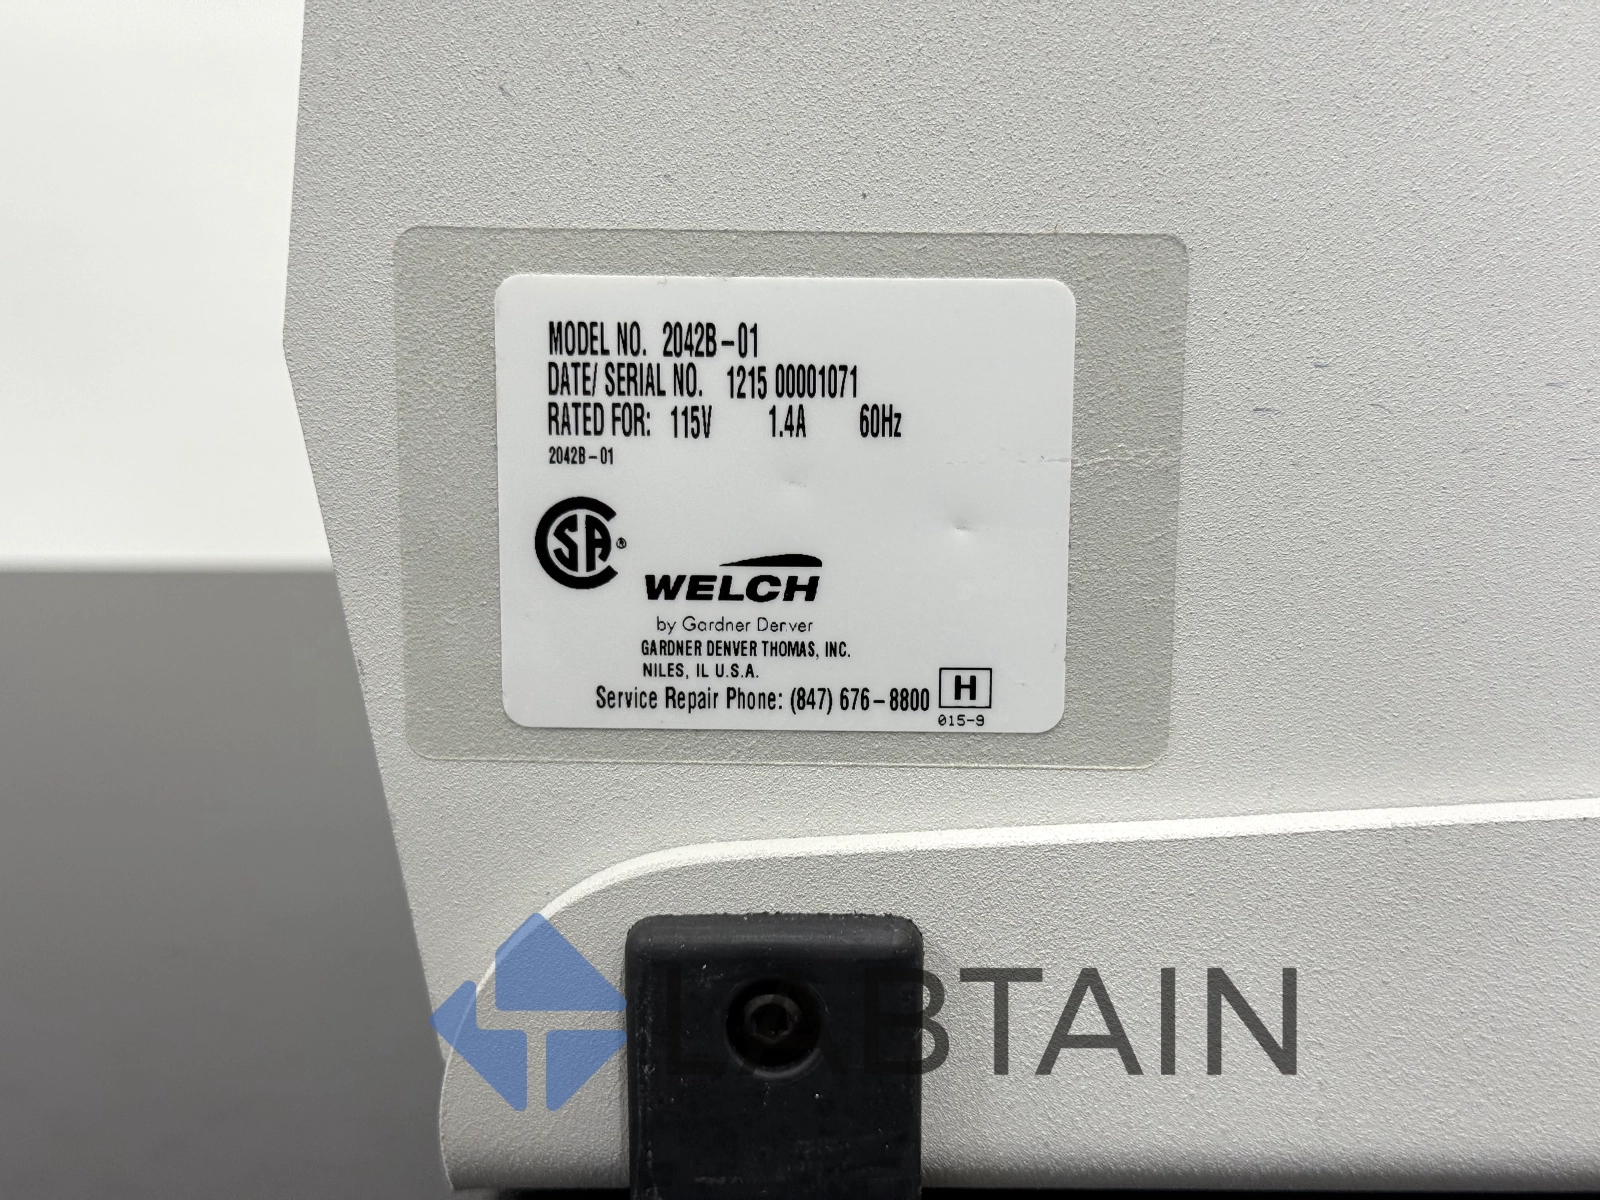 MODEL NO. 2042B-01
DATE/ SERIAL NO. 1215 00001071
RATED FOR: 115V 1.4A 60Hz
2042B-01
CSA®
WELCH
by Gardner Denver
GARDNER DENVER THOMAS, INC.
NILES, IL U.S.A.
Service Repair Phone: (847) 676-8800
H
015-9
LABTAIN